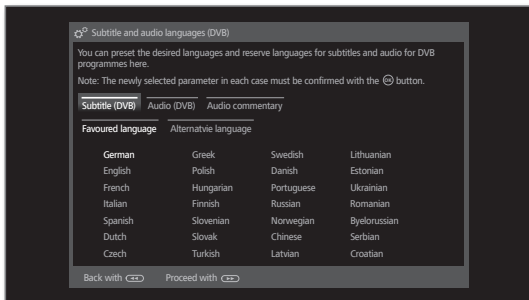 Subtitle and audio languages (DVB)
You can preset the desired languages and reserve languages for subtitles and audio for DVB
programmes here.
Note: The newly selected parameter in each case must be confirmed with the OK button.
Subtitle (DVB) Audio (DVB) Audio commentary
Favoured language Alternatvie language
German Greek Swedish Lithuanian
English Polish Danish Estonian
French Hungarian Portuguese Ukrainian
Italian Finnish Russian Romanian
Spanish Slovenian Norwegian Byelorussian
Dutch Slovak Chinese Serbian
Czech Turkish Latvian Croatian
Back with Proceed with